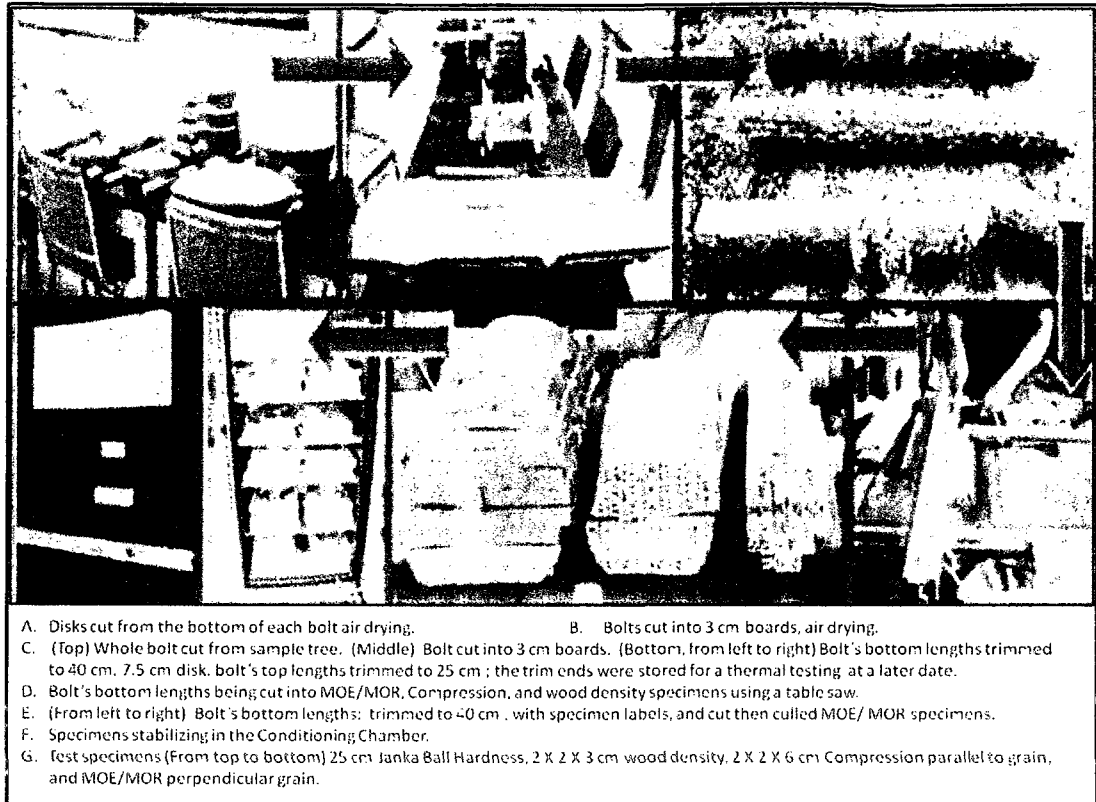 A. Disks cut from the bottom of each bolt air drying. B. Bolts cut into 3 cm boards, air drying.
C. (Top) Whole bolt cut from sample tree. (Middle) Bolt cut into 3 cm boards. (Bottom, from left to right) Bolt's bottom lengths trimmed
to 40 cm, 7.5 cm disk, bolt's top lengths trimmed to 25 cm ; the trim ends were stored for a thermal testing at a later date.
D. Bolt's bottom lengths being cut into MOE/MOR, Compression, and wood density specimens using a table saw.
E. (From left to right) Bolt's bottom lengths: trimmed to 40 cm , with specimen labels, and cut then culled MOE/ MOR specimens.
F. Specimens stabilizing in the Conditioning Chamber.
G. Test specimens (From top to bottom) 25 cm Janka Ball Hardness, 2 X 2 X 3 cm wood density, 2 X 2 X 6 cm Compression parallel to grain,
and MOE/MOR perpendicular grain.